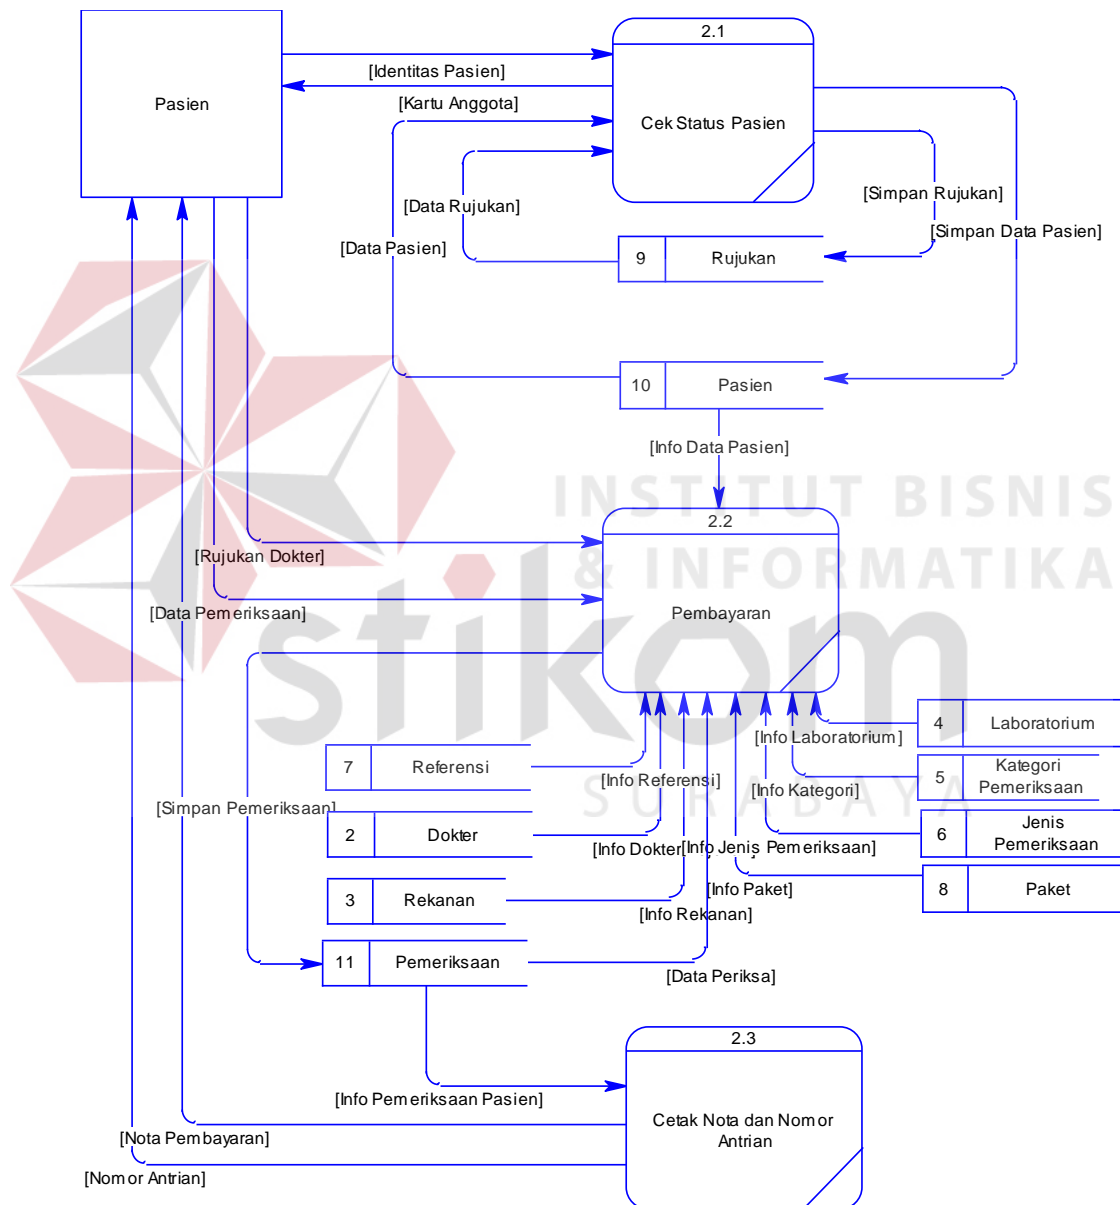 2.1
Pasien
Cek Status Pasien
[Identitas Pasien]
[Kartu Anggota]
[Data Rujukan]
[Data Pasien]
[Simpan Rujukan]
[Simpan Data Pasien]
9 Rujukan
10 Pasien
[Info Data Pasien]
INSTITUT BISNIS
& INFORMATIKA
stikom
SURABAYA
2.2
Pembayaran
[Rujukan Dokter]
[Data Pemeriksaan]
[Simpan Pemeriksaan]
4 Laboratorium
[Info Laboratorium]
7 Referensi
[Info Referensi]
5 Kategori
Pemeriksaan
[Info Kategori]
2 Dokter
[Info Dokter
[Info Jenis Pemeriksaan]
6 Jenis
Pemeriksaan
3 Rekanan
[Info Rekanan]
[Info Paket]
8 Paket
11 Pemeriksaan
[Data Periksa]
2.3
Cetak Nota dan Nomor
Antrian
[Info Pemeriksaan Pasien]
[Nota Pembayaran]
[Nomor Antrian]